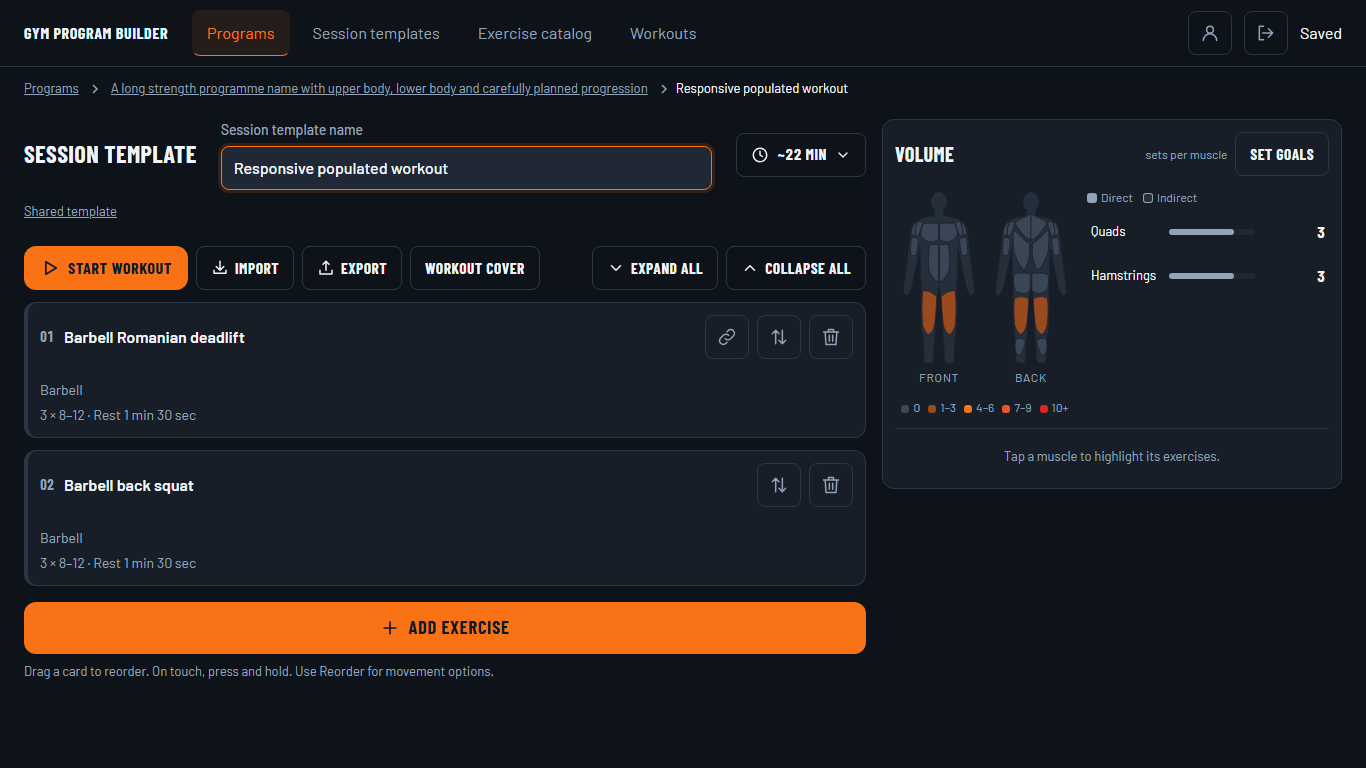 GYM PROGRAM BUILDER
Programs
Session templates
Exercise catalog
Workouts
Saved
Programs > A long strength programme name with upper body, lower body and carefully planned progression > Responsive populated workout
SESSION TEMPLATE
Session template name
Responsive populated workout
~22 MIN
Shared template
START WORKOUT
IMPORT
EXPORT
WORKOUT COVER
EXPAND ALL
COLLAPSE ALL
01 Barbell Romanian deadlift
Barbell
3 × 8–12 · Rest 1 min 30 sec
02 Barbell back squat
Barbell
3 × 8–12 · Rest 1 min 30 sec
ADD EXERCISE
Drag a card to reorder. On touch, press and hold. Use Reorder for movement options.
VOLUME
sets per muscle
SET GOALS
Direct
Indirect
Quads 3
Hamstrings 3
FRONT
BACK
0 1–3 4–6 7–9 10+
Tap a muscle to highlight its exercises.